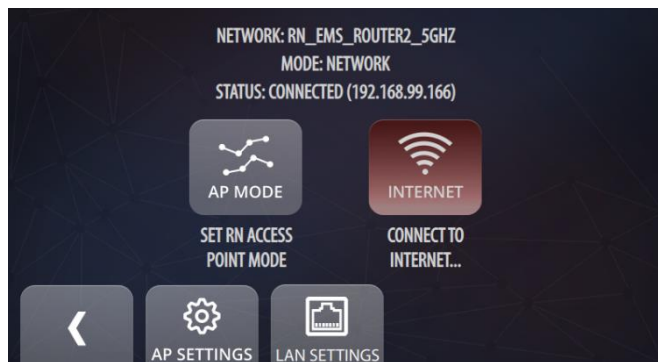 NETWORK: RN_EMS_ROUTER2_5GHZ
MODE: NETWORK
STATUS: CONNECTED (192.168.99.166)
AP MODE
INTERNET
SET RN ACCESS
POINT MODE
CONNECT TO
INTERNET...
AP SETTINGS
LAN SETTINGS